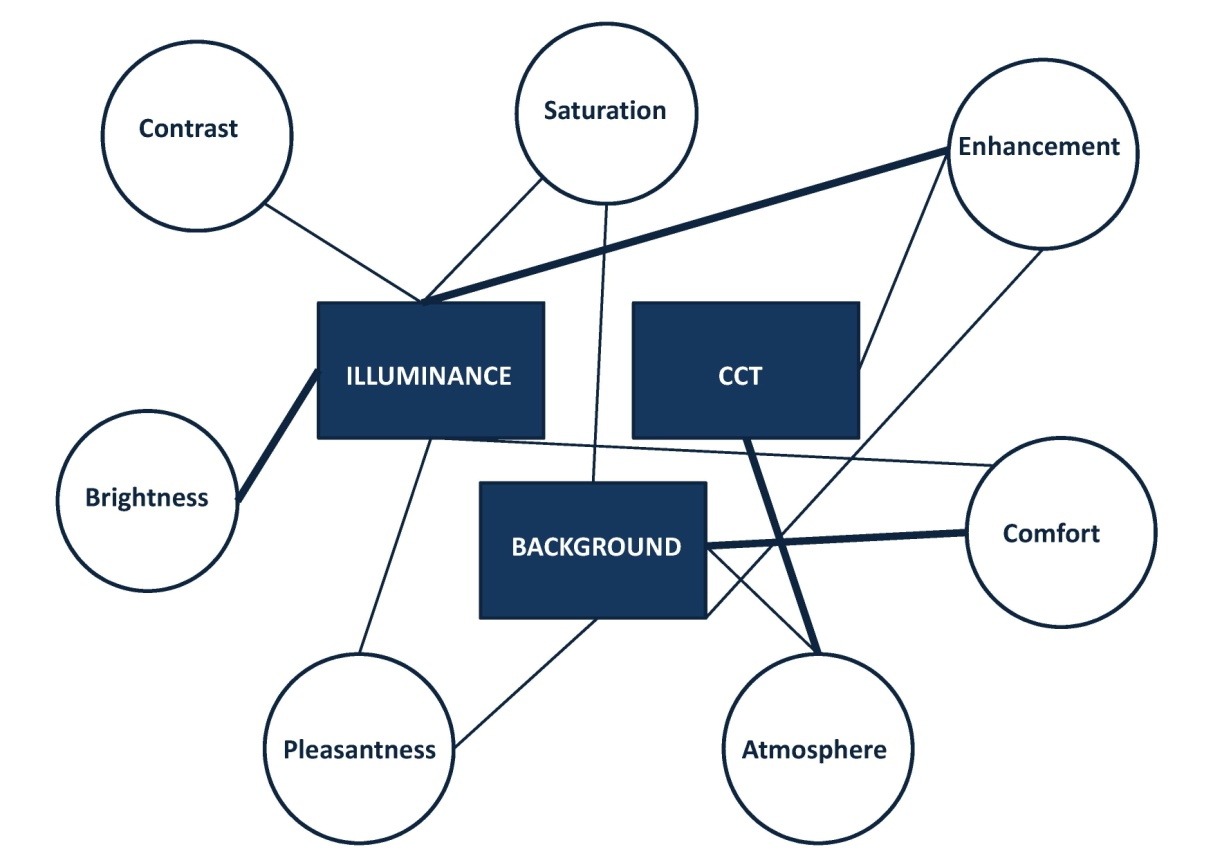 Contrast
Saturation
Enhancement
ILLUMINANCE
CCT
Brightness
BACKGROUND
Comfort
Pleasantness
Atmosphere